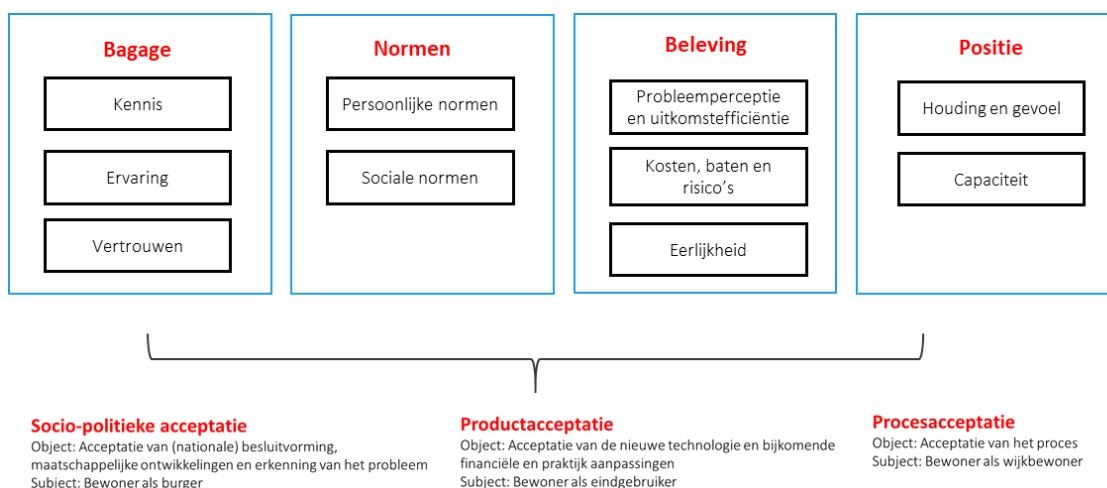 Bagage
Kennis
Ervaring
Vertrouwen
Normen
Persoonlijke normen
Sociale normen
Beleving
Probleemperceptie
en uitkomstefficiëntie
Kosten, baten en
risico's
Eerlijkheid
Positie
Houding en gevoel
Capaciteit
Socio-politieke acceptatie
Object: Acceptatie van (nationale) besluitvorming,
maatschappelijke ontwikkelingen en erkenning van het probleem
Subject: Bewoner als burger
Productacceptatie
Object: Acceptatie van de nieuwe technologie en bijkomende
financiële en praktijk aanpassingen
Subject: Bewoner als eindgebruiker
Procesacceptatie
Object: Acceptatie van het proces
Subject: Bewoner als wijkbewoner